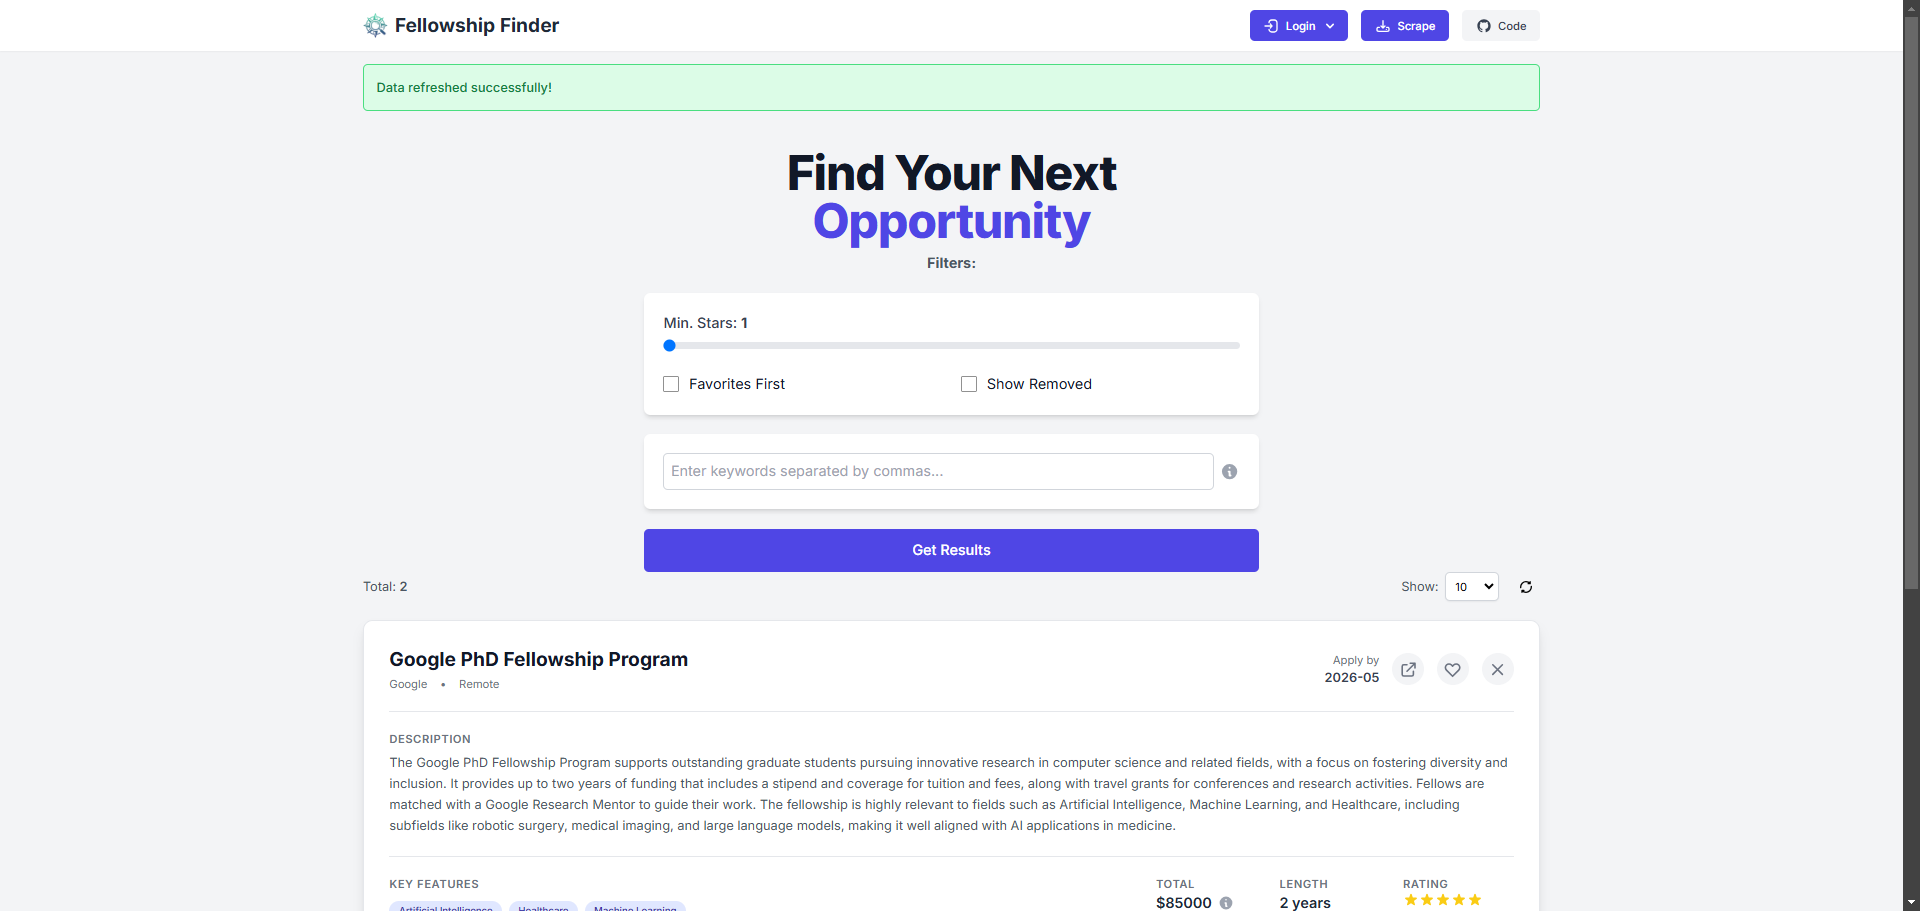 Fellowship Finder
Login
Scrape
Code
Data refreshed successfully!
Find Your Next
Opportunity
Filters:
Min. Stars: 1
Favorites First
Show Removed
Enter keywords separated by commas...
Get Results
Total: 2
Show: 10
Google PhD Fellowship Program
Google • Remote
Apply by
2026-05
DESCRIPTION
The Google PhD Fellowship Program supports outstanding graduate students pursuing innovative research in computer science and related fields, with a focus on fostering diversity and
inclusion. It provides up to two years of funding that includes a stipend and coverage for tuition and fees, along with travel grants for conferences and research activities. Fellows are
matched with a Google Research Mentor to guide their work. The fellowship is highly relevant to fields such as Artificial Intelligence, Machine Learning, and Healthcare, including
subfields like robotic surgery, medical imaging, and large language models, making it well aligned with AI applications in medicine.
KEY FEATURES
Artificial Intelligence
Healthcare
Machine Learning
TOTAL
$85000
LENGTH
2 years
RATING